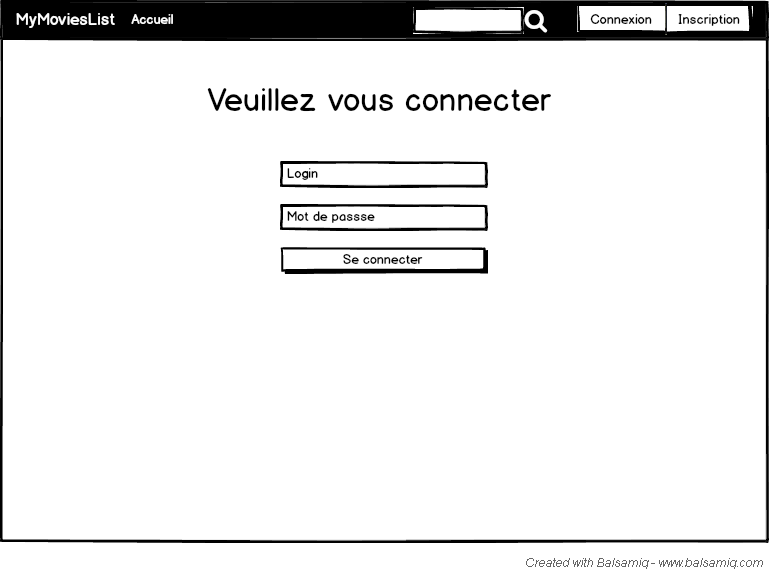 MyMoviesList Accueil Connexion Inscription
Veuillez vous connecter
Login
Mot de passse
Se connecter
Created with Balsamiq - www.balsamiq.com